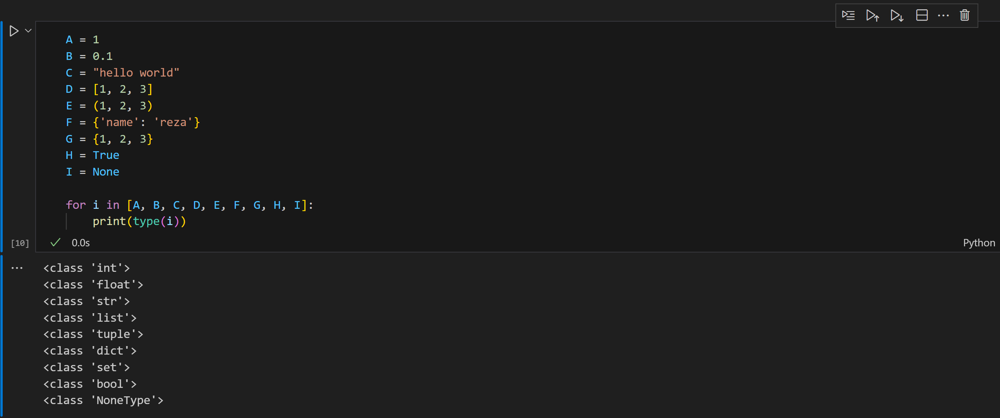 A = 1
B = 0.1
C = "hello world"
D = [1, 2, 3]
E = (1, 2, 3)
F = {'name': 'reza'}
G = {1, 2, 3}
H = True
I = None
for i in [A, B, C, D, E, F, G, H, I]:
    print(type(i))
[10] 0.0s Python
<class 'int'>
<class 'float'>
<class 'str'>
<class 'list'>
<class 'tuple'>
<class 'dict'>
<class 'set'>
<class 'bool'>
<class 'NoneType'>